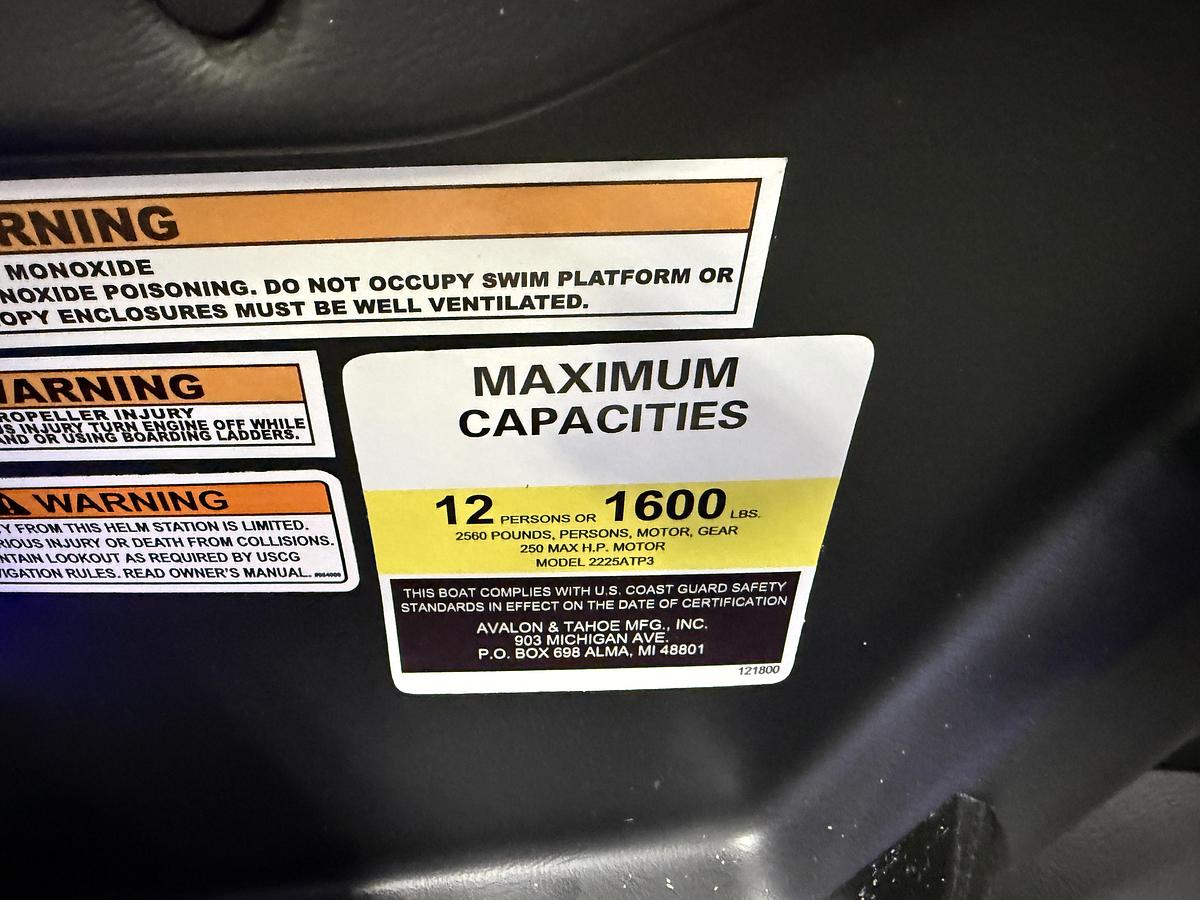 RNING
MONOXIDE
NOXIDE POISONING. DO NOT OCCUPY SWIM PLATFORM OR
OPY ENCLOSURES MUST BE WELL VENTILATED.
WARNING
ROPELLER INJURY
IS INJURY TURN ENGINE OFF WHILE
AND OR USING BOARDING LADDERS.
WARNING
Y FROM THIS HELM STATION IS LIMITED.
RIOUS INJURY OR DEATH FROM COLLISIONS.
NTAIN LOOKOUT AS REQUIRED BY USCG
VIGATION RULES. READ OWNER'S MANUAL.
MAXIMUM
CAPACITIES
12 PERSONS OR 1600 LBS.
2560 POUNDS, PERSONS, MOTOR, GEAR
250 MAX H.P. MOTOR
MODEL 2225ATP3
THIS BOAT COMPLIES WITH U.S. COAST GUARD SAFETY
STANDARDS IN EFFECT ON THE DATE OF CERTIFICATION
AVALON & TAHOE MFG., INC.
903 MICHIGAN AVE.
P.O. BOX 698 ALMA, MI 48801
121800